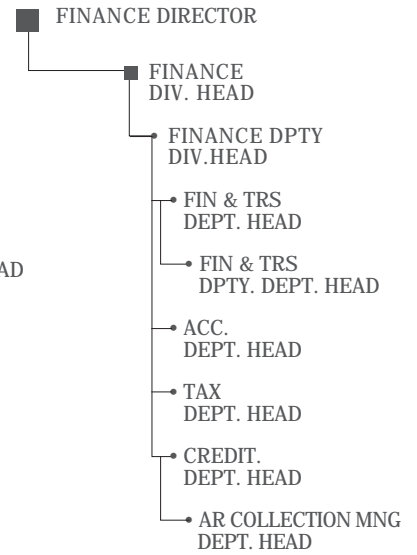 FINANCE DIRECTOR
FINANCE
DIV. HEAD
FINANCE DPTY
DIV.HEAD
FIN & TRS
DEPT. HEAD
FIN & TRS
DPTY. DEPT. HEAD
AD
ACC.
DEPT. HEAD
TAX
DEPT. HEAD
CREDIT.
DEPT. HEAD
AR COLLECTION MNG
DEPT. HEAD